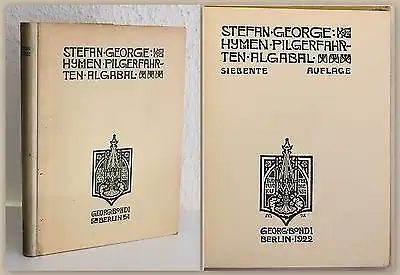 STEFAN·GEORGE:
HYMEN·PILGERFAHR-
TEN·ALGABAL·
GEORG·BONDI
BERLIN
STEFAN·GEORGE:
HYMEN·PILGERFAHR-
TEN·ALGABAL·
SIEBENTE AUFLAGE
GEORG·BONDI
BERLIN·1922